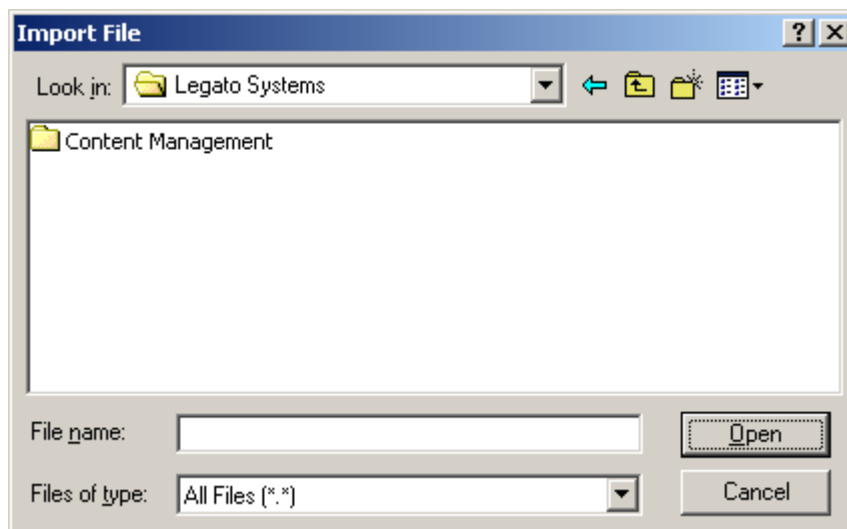 Import File
Look in: Legato Systems
Content Management
File name:
Open
Files of type: All Files (*.*)
Cancel